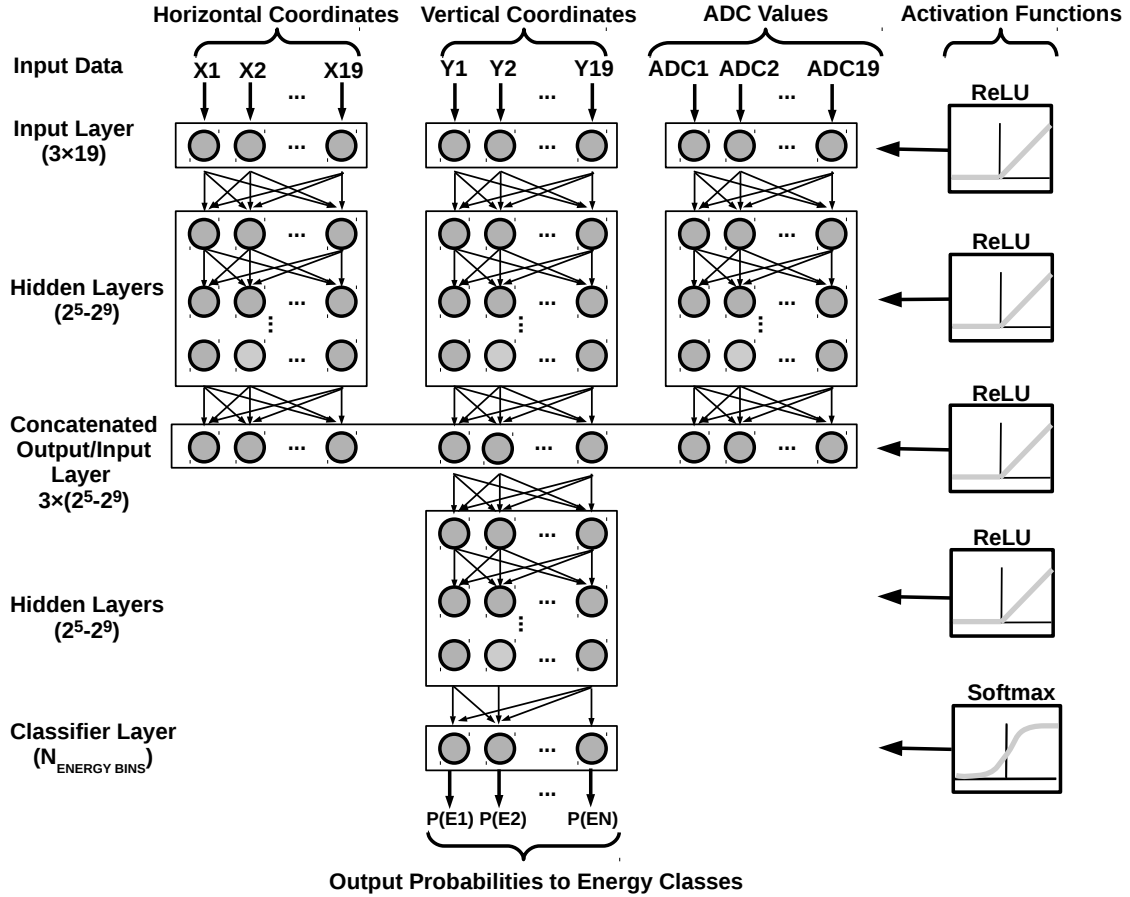 Horizontal Coordinates Vertical Coordinates ADC Values Activation Functions
Input Data X1 X2 ... X19 Y1 Y2 ... Y19 ADC1 ADC2 ... ADC19
ReLU
Input Layer
(3×19)
... ... ...
... ... ...
ReLU
Hidden Layers
(2⁵-2⁹)
... ... ...
... ... ...
... ... ...
ReLU
Concatenated
Output/Input
Layer
3×(2⁵-2⁹)
... ... ...
...
ReLU
Hidden Layers
(2⁵-2⁹)
...
...
...
Softmax
Classifier Layer
(N ENERGY BINS)
...
...
P(E1) P(E2) P(EN)
Output Probabilities to Energy Classes